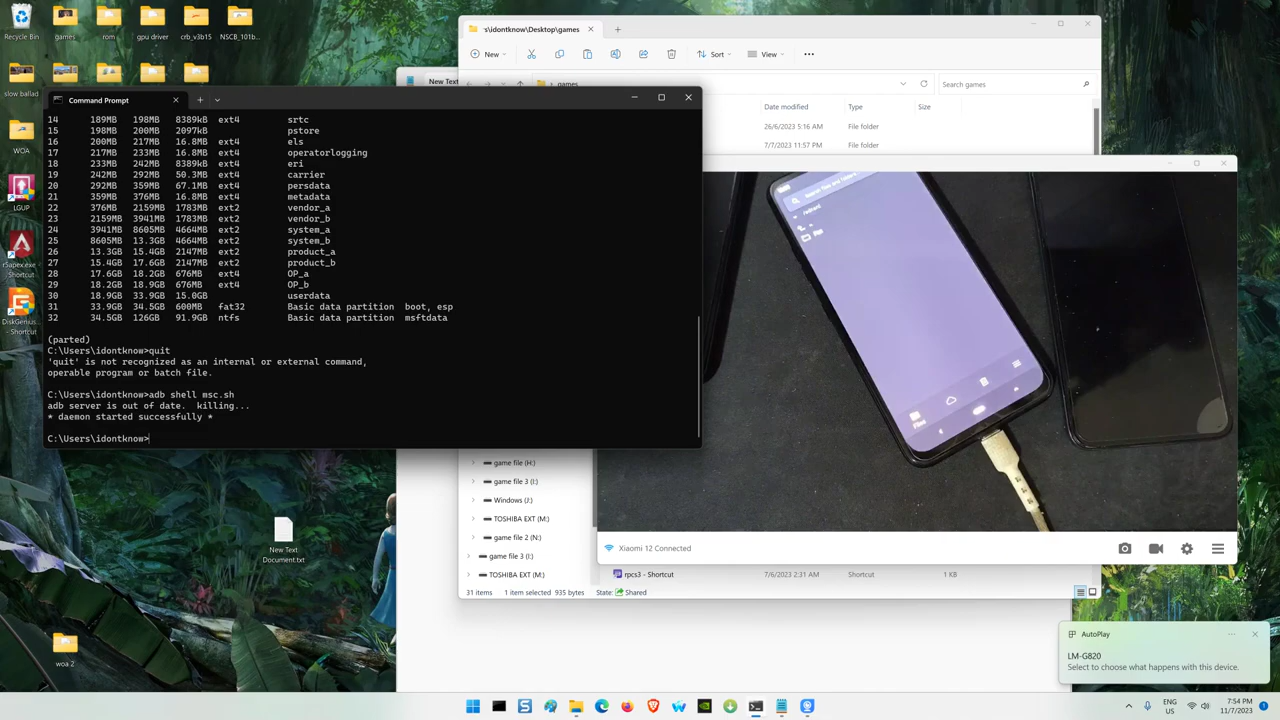 Recycle Bin
games
rom
gpu driver
crb_v3b15
NSCB_101b...
slow ballad
WOA
LGUP
r5apex.exe - Shortcut
DiskGenius - Shortcut
New Text Document.txt
woa 2
New Text
s\idontknow\Desktop\games
New
Sort
View
games
Search games
Date modified
Type
Size
26/6/2023 5:16 AM
File folder
7/7/2023 11:57 PM
File folder
Command Prompt
14 189MB 198MB 8389kB ext4 srtc
15 198MB 200MB 2097kB pstore
16 200MB 217MB 16.8MB ext4 els
17 217MB 233MB 16.8MB ext4 operatorlogging
18 233MB 242MB 8389kB ext4 eri
19 242MB 292MB 50.3MB ext4 carrier
20 292MB 359MB 67.1MB ext4 persdata
21 359MB 376MB 16.8MB ext4 metadata
22 376MB 2159MB 1783MB ext2 vendor_a
23 2159MB 3941MB 1783MB ext2 vendor_b
24 3941MB 8605MB 4664MB ext2 system_a
25 8605MB 13.3GB 4664MB ext2 system_b
26 13.3GB 15.4GB 2147MB ext2 product_a
27 15.4GB 17.6GB 2147MB ext2 product_b
28 17.6GB 18.2GB 676MB ext4 OP_a
29 18.2GB 18.9GB 676MB ext4 OP_b
30 18.9GB 33.9GB 15.0GB userdata
31 33.9GB 34.5GB 600MB fat32 Basic data partition boot, esp
32 34.5GB 126GB 91.9GB ntfs Basic data partition msftdata
(parted)
C:\Users\idontknow>quit
'quit' is not recognized as an internal or external command,
operable program or batch file.
C:\Users\idontknow>adb shell msc.sh
adb server is out of date. killing...
* daemon started successfully *
C:\Users\idontknow>
game file (H:)
game file 3 (I:)
Windows (J:)
TOSHIBA EXT (M:)
game file 2 (N:)
game file 3 (I:)
TOSHIBA EXT (M:)
Xiaomi 12 Connected
rpcs3 - Shortcut
7/6/2023 2:31 AM
Shortcut
1 KB
31 items
1 item selected 935 bytes
State:
Shared
AutoPlay
LM-G820
Select to choose what happens with this device.
ENG
US
7:54 PM
11/7/2023